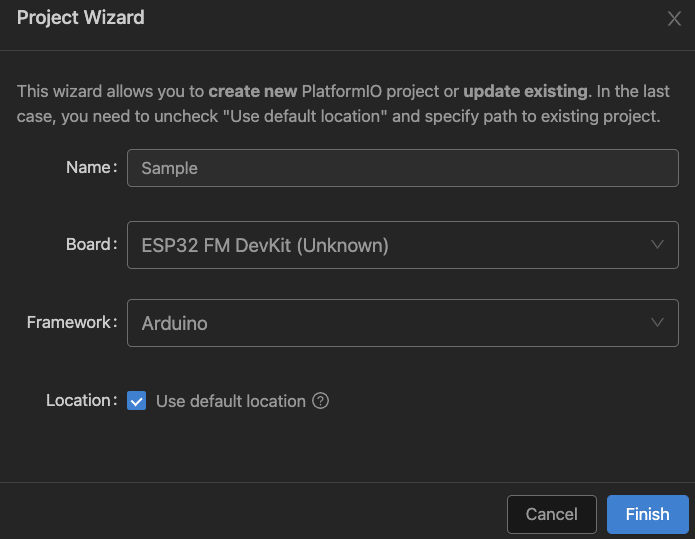 Project Wizard
This wizard allows you to create new PlatformIO project or update existing. In the last
case, you need to uncheck "Use default location" and specify path to existing project.
Name: Sample
Board: ESP32 FM DevKit (Unknown)
Framework: Arduino
Location: Use default location ?
Cancel Finish